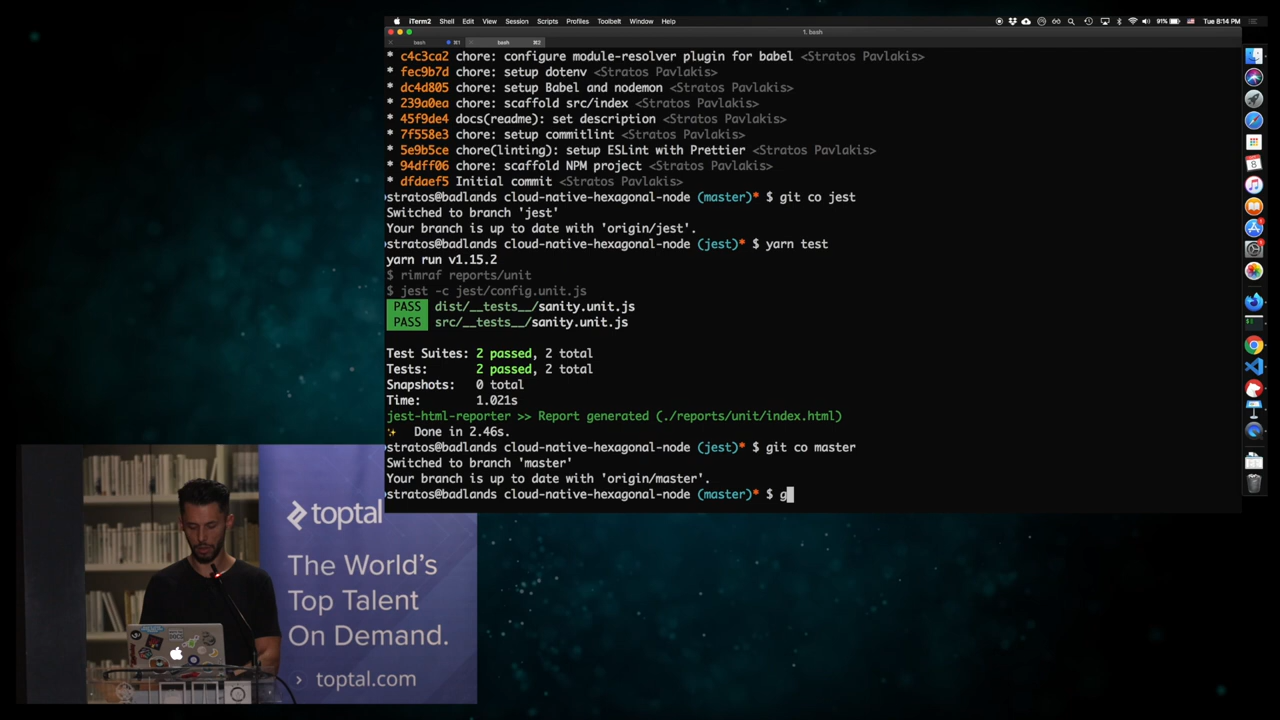 iTerm2 Shell Edit View Session Scripts Profiles Toolbelt Window Help
91% Tue 8:14 PM
1. bash
bash ⌘1 bash ⌘2
* c4c3ca2 chore: configure module-resolver plugin for babel <Stratos Pavlakis>
* fec9b7d chore: setup dotenv <Stratos Pavlakis>
* dc4d805 chore: setup Babel and nodemon <Stratos Pavlakis>
* 239a0ea chore: scaffold src/index <Stratos Pavlakis>
* 45f9de4 docs(readme): set description <Stratos Pavlakis>
* 7f558e3 chore: setup commitlint <Stratos Pavlakis>
* 5e9b5ce chore(linting): setup ESLint with Prettier <Stratos Pavlakis>
* 94dff06 chore: scaffold NPM project <Stratos Pavlakis>
* dfdaef5 Initial commit <Stratos Pavlakis>
stratos@badlands cloud-native-hexagonal-node (master)* $ git co jest
Switched to branch 'jest'
Your branch is up to date with 'origin/jest'.
stratos@badlands cloud-native-hexagonal-node (jest)* $ yarn test
yarn run v1.15.2
$ rimraf reports/unit
$ jest -c jest/config.unit.js
PASS dist/__tests__/sanity.unit.js
PASS src/__tests__/sanity.unit.js
Test Suites: 2 passed, 2 total
Tests: 2 passed, 2 total
Snapshots: 0 total
Time: 1.021s
jest-html-reporter >> Report generated (./reports/unit/index.html)
✨ Done in 2.46s.
stratos@badlands cloud-native-hexagonal-node (jest)* $ git co master
Switched to branch 'master'
Your branch is up to date with 'origin/master'.
stratos@badlands cloud-native-hexagonal-node (master)* $ g
toptal
The World's
Top Talent
On Demand.
› toptal.com